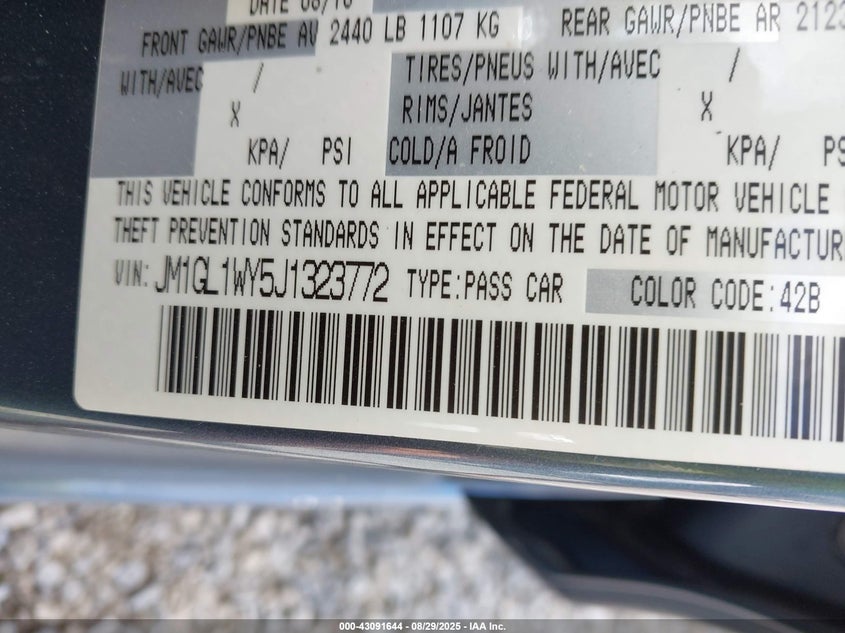 DATE 08/18
FRONT GAWR/PNBE AV 2440 LB 1107 KG REAR GAWR/PNBE AR 2123
WITH/AVEC / TIRES/PNEUS WITH/AVEC /
X RIMS/JANTES X
KPA/ PSI COLD/A FROID KPA/ PS
THIS VEHICLE CONFORMS TO ALL APPLICABLE FEDERAL MOTOR VEHICLE
THEFT PREVENTION STANDARDS IN EFFECT ON THE DATE OF MANUFACTUR
VIN: JM1GL1WY5J1323772 TYPE:PASS CAR COLOR CODE:42B
000-43091644 - 08/29/2025 - IAA Inc.